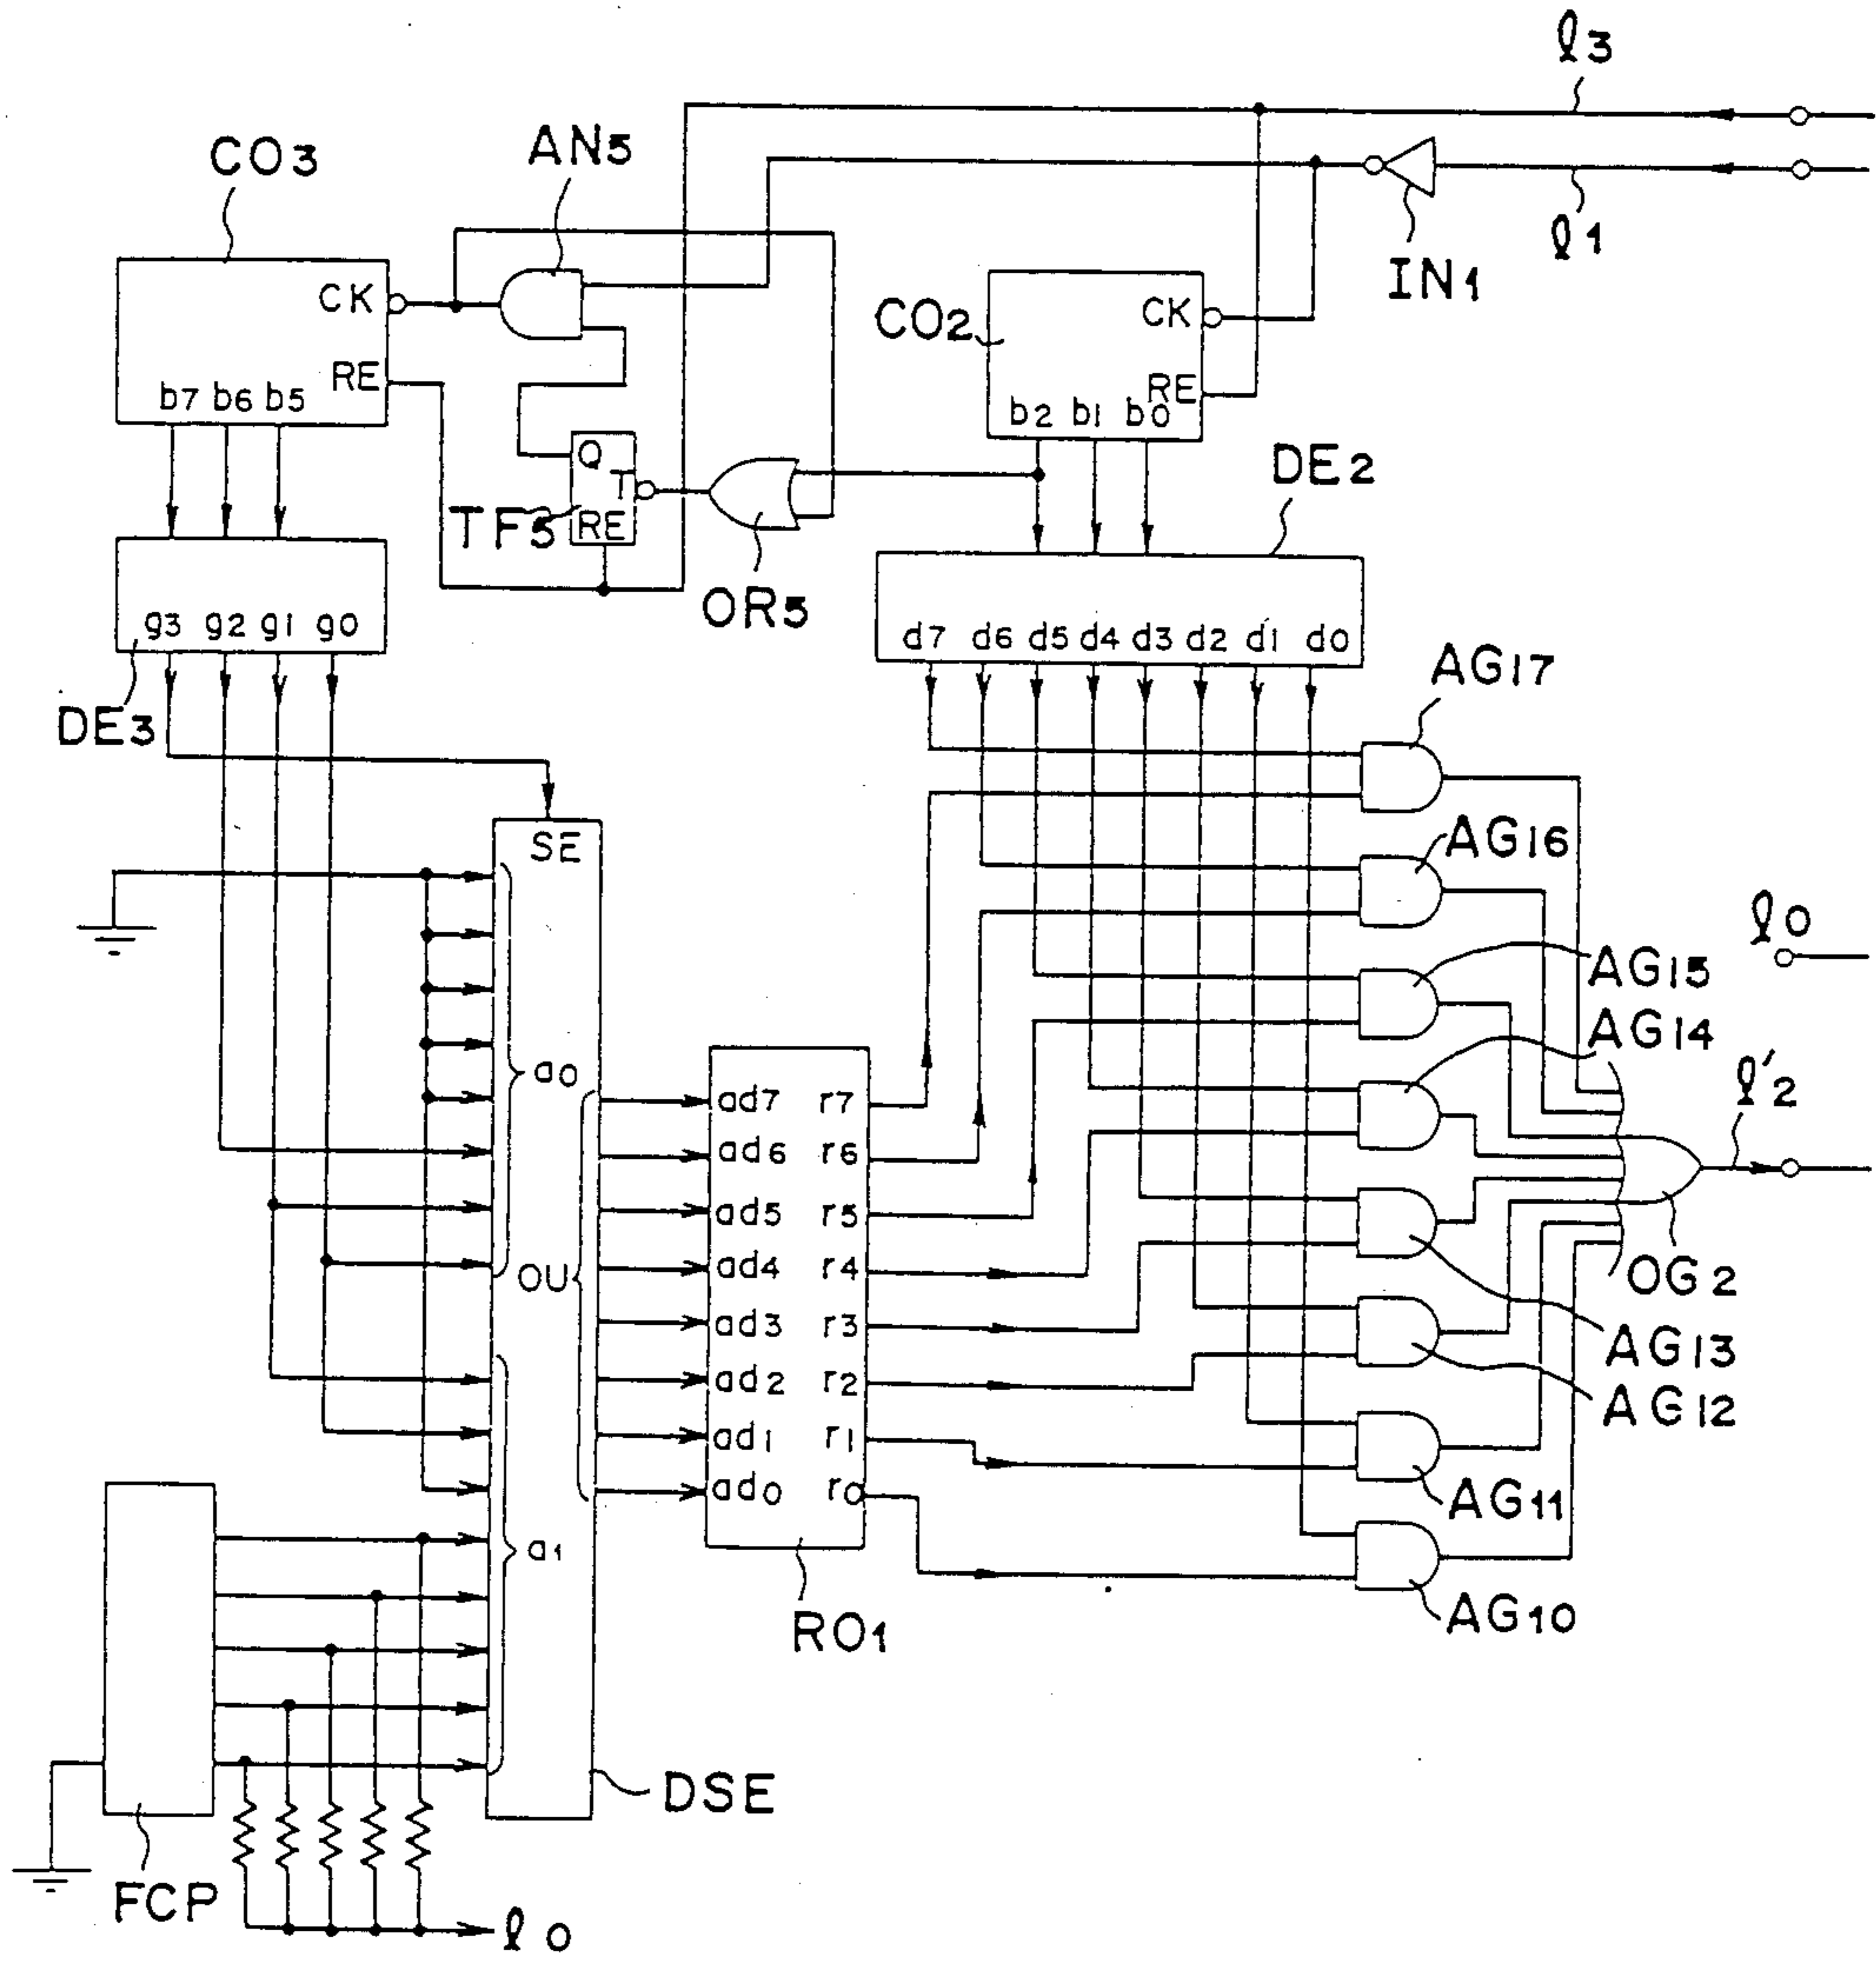 ℓ3
CO3
AN5
ℓ1
IN1
CK
RE
b7 b6 b5
CO2
CK
RE
b2 b1 b0
Q
T
RE
TF5
OR5
DE2
g3 g2 g1 g0
DE3
d7 d6 d5 d4 d3 d2 d1 d0
AG17
SE
AG16
ℓ0
AG15
AG14
a0
ℓ'2
OU
ad7 r7
ad6 r6
ad5 r5
ad4 r4
ad3 r3
ad2 r2
ad1 r1
ad0 r0
OG2
AG13
AG12
AG11
a1
AG10
RO1
DSE
FCP
ℓ0